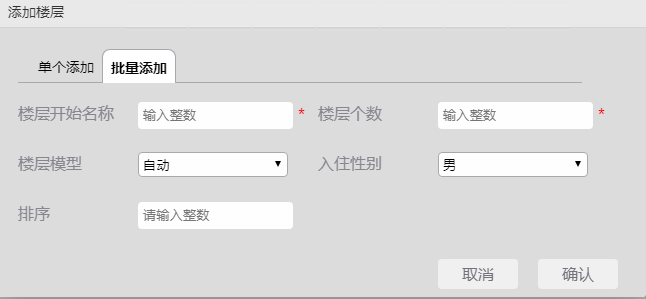 添加楼层
单个添加 批量添加
楼层开始名称 输入整数 * 楼层个数 输入整数 *
楼层模型 自动 入住性别 男
排序 请输入整数
取消 确认